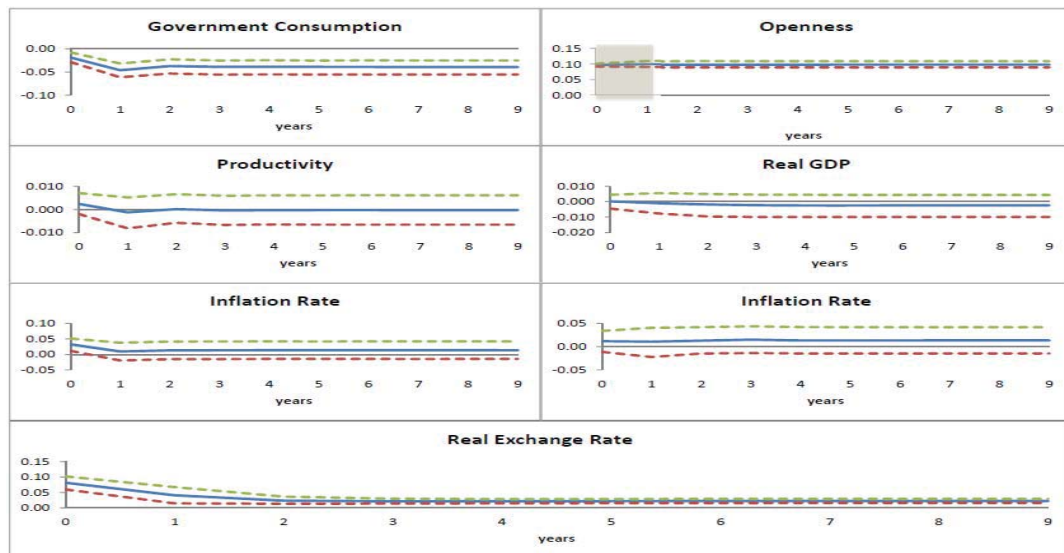 Government Consumption
0.00
-0.05
-0.10
0 1 2 3 4 5 6 7 8 9
years
Openness
0.15
0.10
0.05
0.00
0 1 2 3 4 5 6 7 8 9
years
Productivity
0.010
0.000
-0.010
0 1 2 3 4 5 6 7 8 9
years
Real GDP
0.010
0.000
-0.010
-0.020
0 1 2 3 4 5 6 7 8 9
years
Inflation Rate
0.10
0.05
0.00
-0.05
0 1 2 3 4 5 6 7 8 9
years
Inflation Rate
0.05
0.00
-0.05
0 1 2 3 4 5 6 7 8 9
years
Real Exchange Rate
0.15
0.10
0.05
0.00
0 1 2 3 4 5 6 7 8 9
years